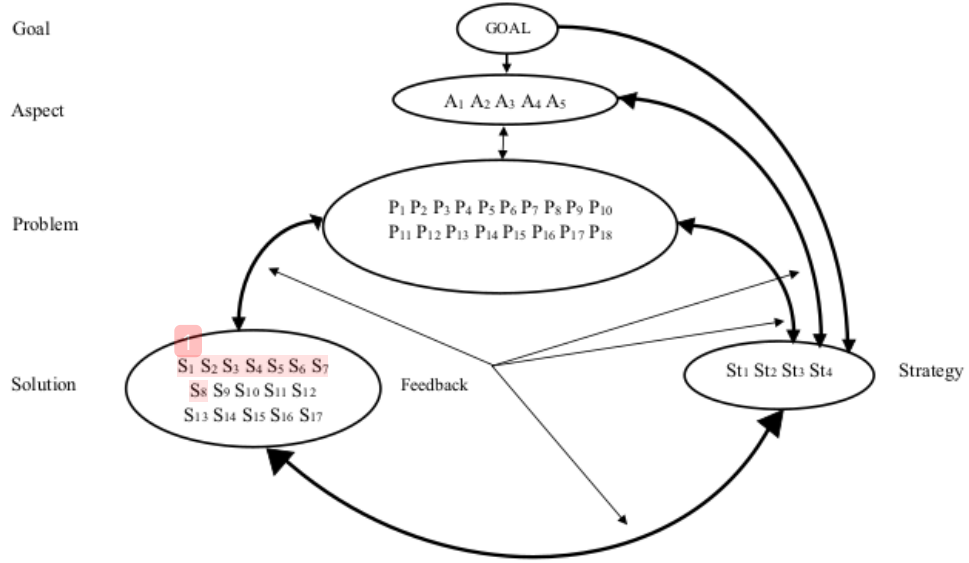 Goal
GOAL
Aspect
A1 A2 A3 A4 A5
Problem
P1 P2 P3 P4 P5 P6 P7 P8 P9 P10
P11 P12 P13 P14 P15 P16 P17 P18
i
S1 S2 S3 S4 S5 S6 S7
Solution
S8 S9 S10 S11 S12
S13 S14 S15 S16 S17
Feedback
St1 St2 St3 St4
Strategy